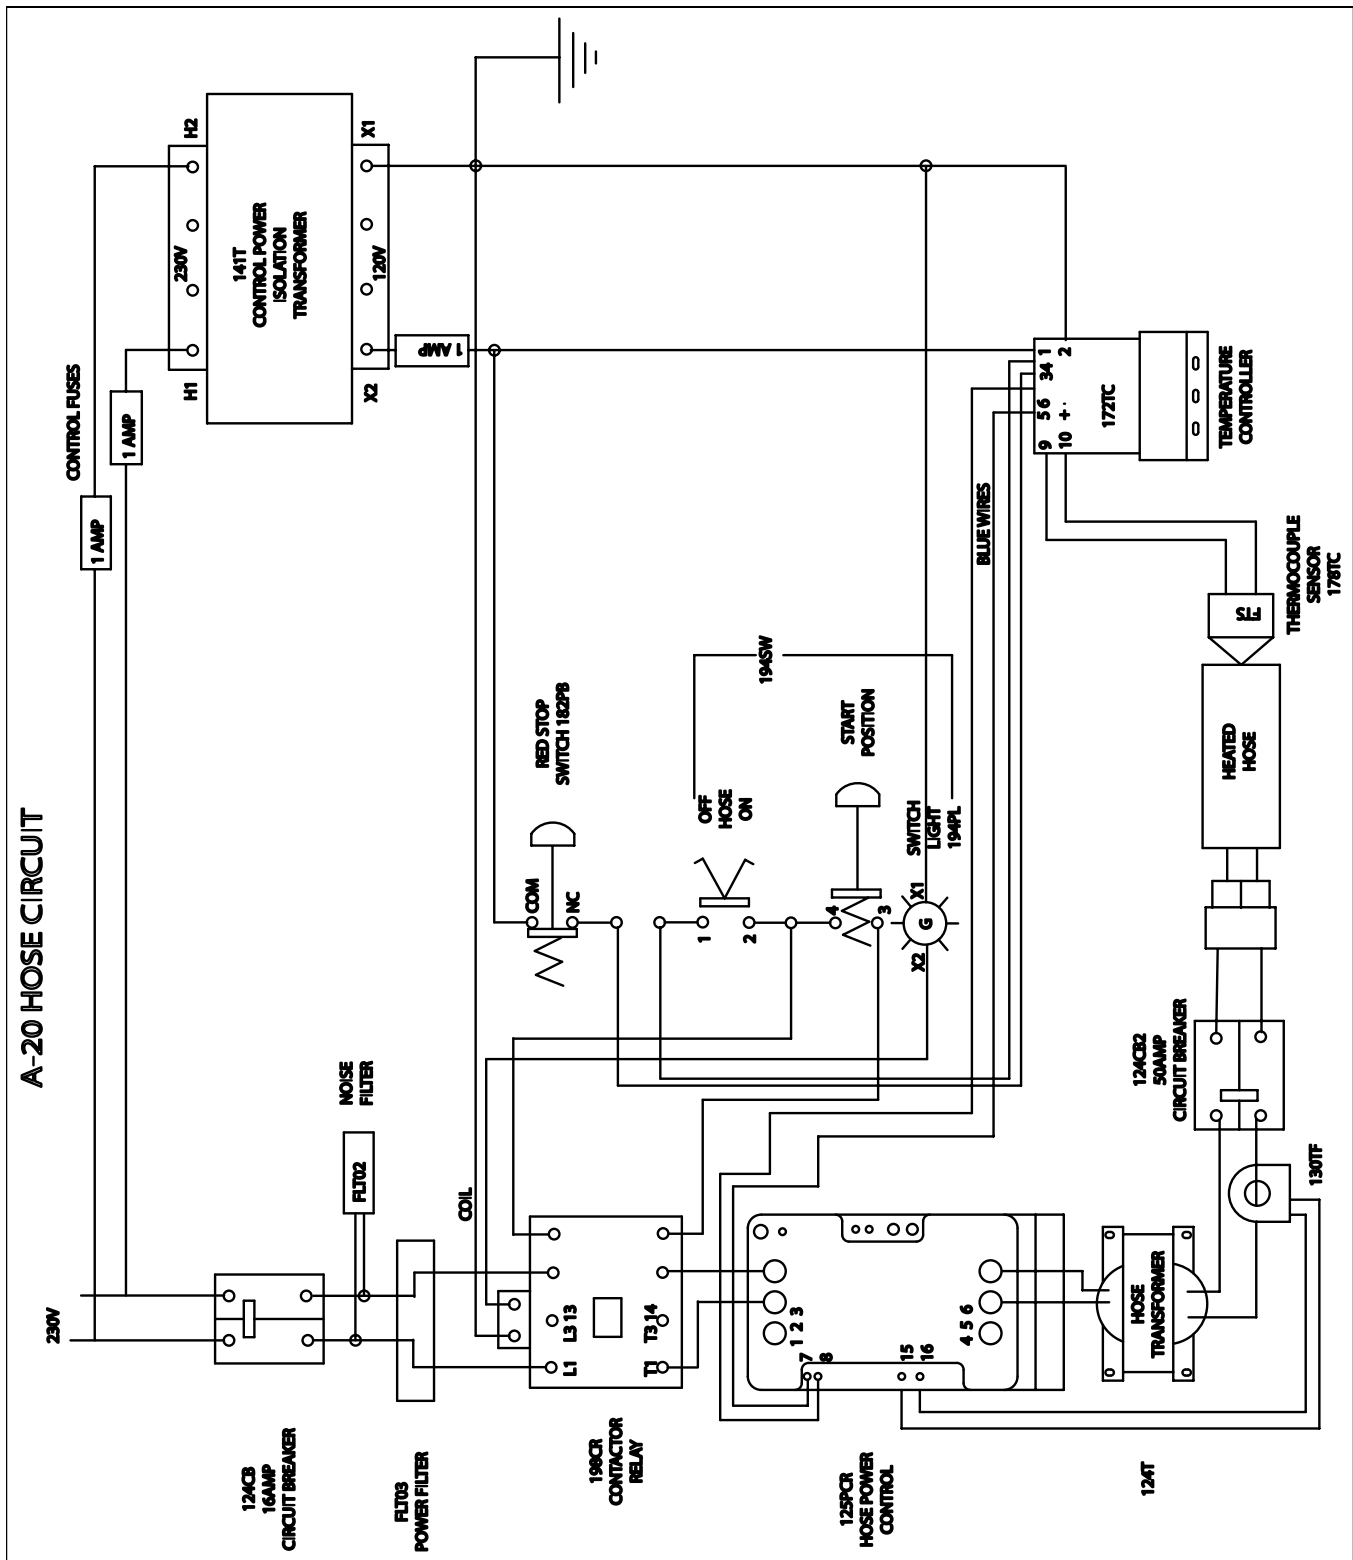 A-20 HOSE CIRCUIT
230V
124CB
16AMP
CIRCUIT BREAKER
CONTROL FUSES
1 AMP
1 AMP
H1
H2
230V
141T
CONTROL POWER
ISOLATION
TRANSFORMER
120V
X2
X1
1 AMP
NOISE
FILTER
FLT02
FLT03
POWER FILTER
COIL
198CR
CONTACTOR
RELAY
L1
L3 13
T1
T3 14
RED STOP
SWITCH 182PB
COM
NC
OFF
HOSE
ON
1
2
194SW
START
POSITION
4
3
SWITCH
LIGHT
194PL
X2
G
X1
125PCR
HOSE POWER
CONTROL
1 2 3
7
8
15
16
4 5 6
BLUE WIRES
9
10
5 6
+ -
3 4
1
2
172TC
TEMPERATURE
CONTROLLER
124T
HOSE
TRANSFORMER
130TF
124CB2
50AMP
CIRCUIT BREAKER
HEATED
HOSE
THERMOCOUPLE
SENSOR
178TC